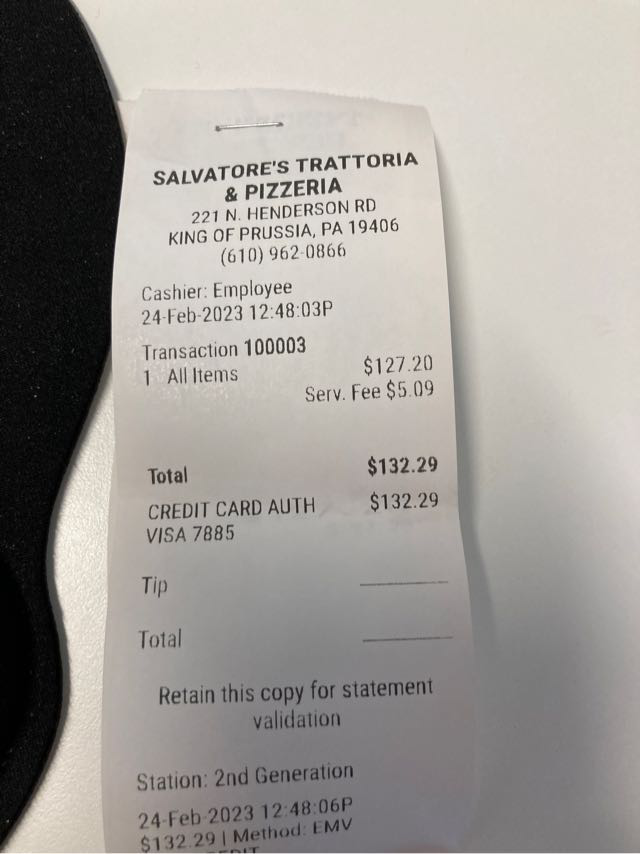 SALVATORE'S TRATTORIA
& PIZZERIA
221 N. HENDERSON RD
KING OF PRUSSIA, PA 19406
(610) 962-0866
Cashier: Employee
24-Feb-2023 12:48:03P
Transaction 100003
1 All Items $127.20
Serv. Fee $5.09
Total $132.29
CREDIT CARD AUTH $132.29
VISA 7885
Tip
Total
Retain this copy for statement
validation
Station: 2nd Generation
24-Feb-2023 12:48:06P
$132.29 | Method: EMV